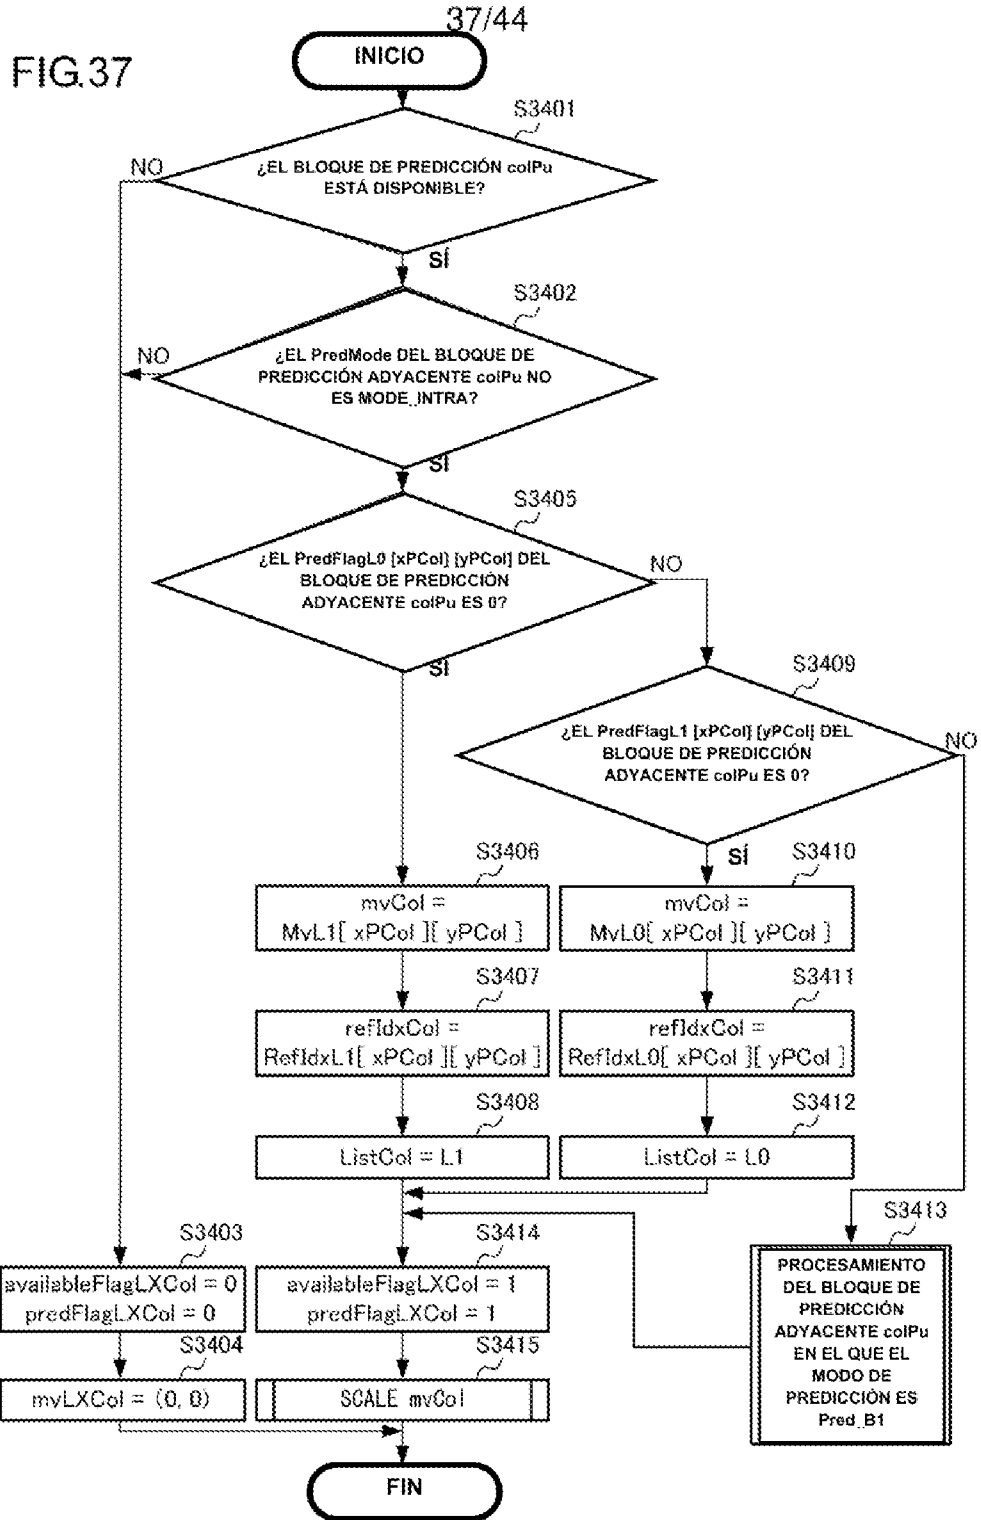 37/44
FIG.37
INICIO
S3401
¿EL BLOQUE DE PREDICCIÓN colPu
ESTÁ DISPONIBLE?
NO
SÍ
S3402
¿EL PredMode DEL BLOQUE DE
PREDICCIÓN ADYACENTE colPu NO
ES MODE_INTRA?
NO
SÍ
S3405
¿EL PredFlagL0 [xPCol] [yPCol] DEL
BLOQUE DE PREDICCIÓN
ADYACENTE colPu ES 0?
NO
SÍ
S3409
¿EL PredFlagL1 [xPCol] [yPCol] DEL
BLOQUE DE PREDICCIÓN
ADYACENTE colPu ES 0?
NO
SÍ
S3406
mvCol =
MvL1[ xPCol ][ yPCol ]
S3410
mvCol =
MvL0[ xPCol ][ yPCol ]
S3407
refIdxCol =
RefIdxL1[ xPCol ][ yPCol ]
S3411
refIdxCol =
RefIdxL0[ xPCol ][ yPCol ]
S3408
ListCol = L1
S3412
ListCol = L0
S3403
availableFlagLXCol = 0
predFlagLXCol = 0
S3414
availableFlagLXCol = 1
predFlagLXCol = 1
S3413
PROCESAMIENTO
DEL BLOQUE DE
PREDICCIÓN
ADYACENTE colPu
EN EL QUE EL
MODO DE
PREDICCIÓN ES
Pred_B1
S3404
mvLXCol = (0, 0)
S3415
SCALE mvCol
FIN